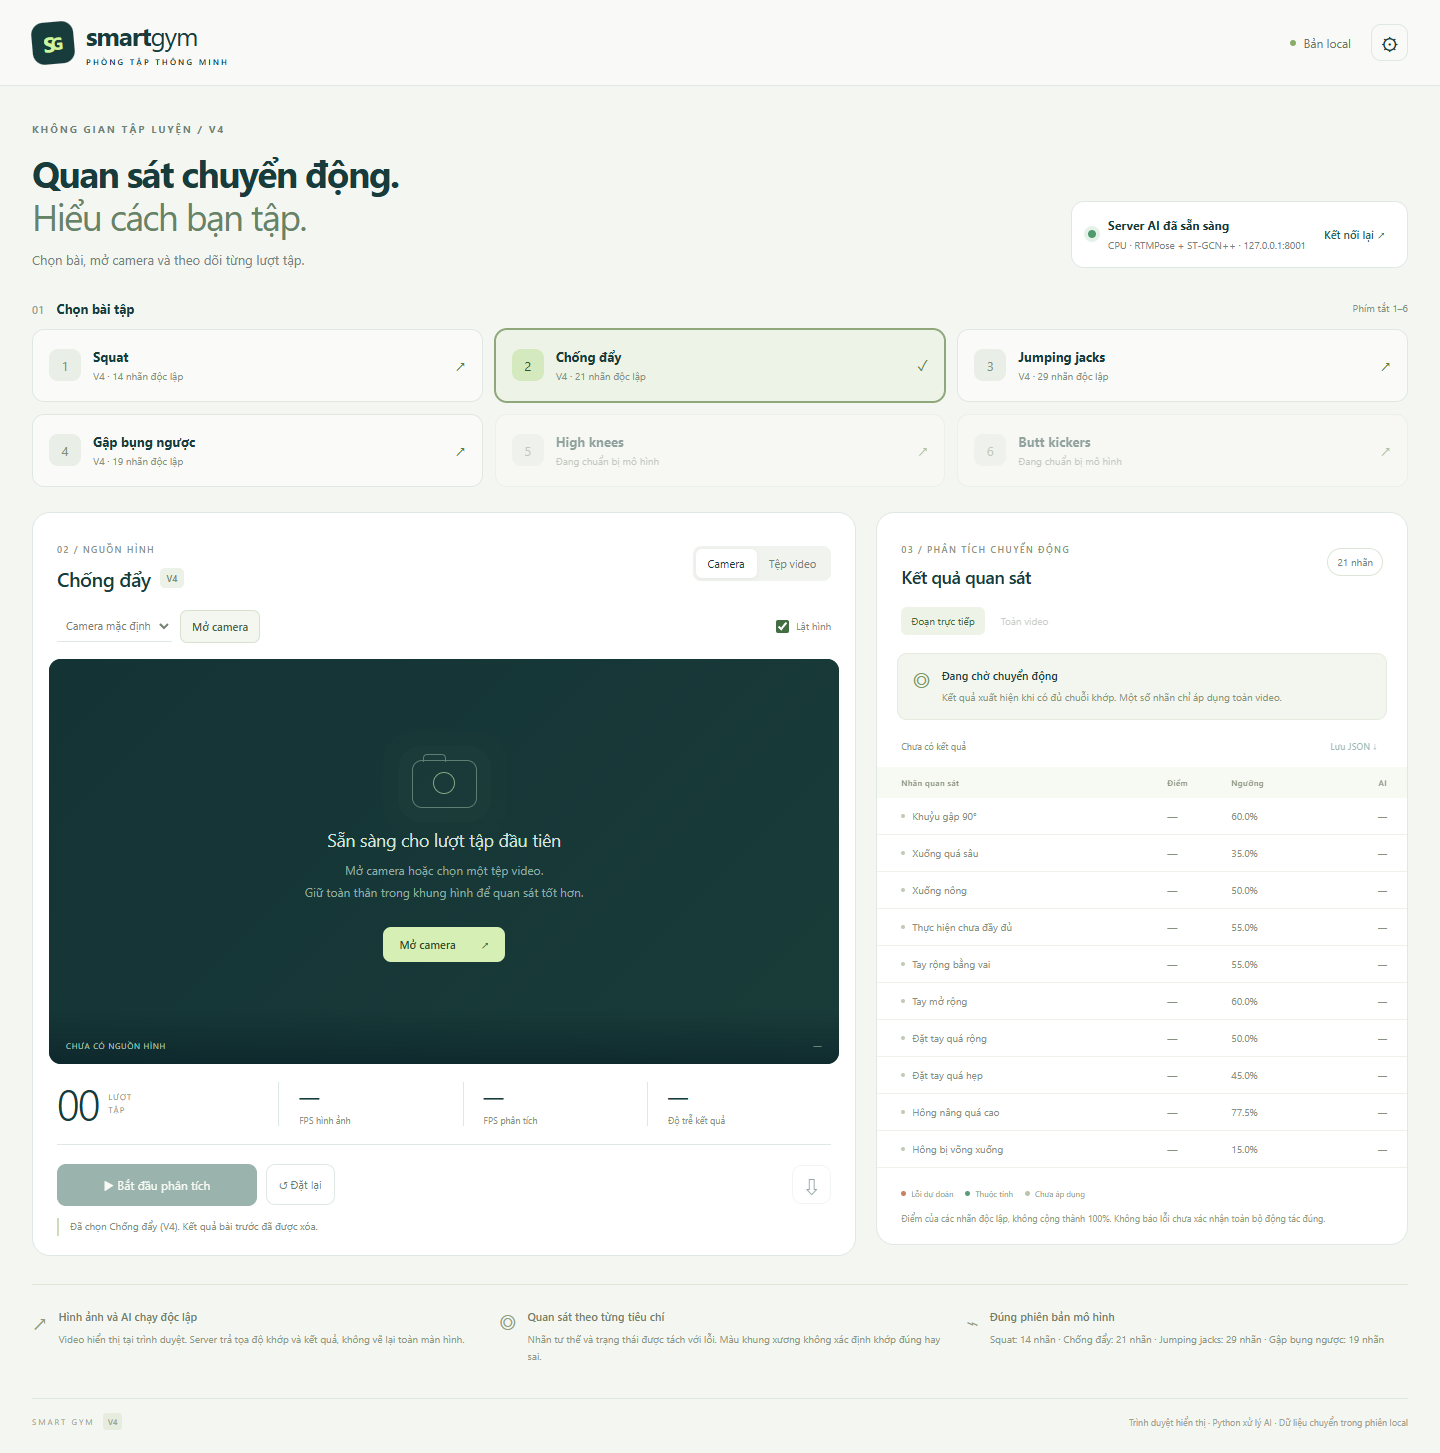 SG
smartgym
PHÒNG TẬP THÔNG MINH
Bản local
KHÔNG GIAN TẬP LUYỆN / V4
Quan sát chuyển động.
Hiểu cách bạn tập.
Chọn bài, mở camera và theo dõi từng lượt tập.
Server AI đã sẵn sàng
CPU · RTMPose + ST-GCN++ · 127.0.0.1:8001
Kết nối lại ↗
01 Chọn bài tập
Phím tắt 1–6
1 Squat ↗
V4 · 14 nhãn độc lập
2 Chống đẩy ✓
V4 · 21 nhãn độc lập
3 Jumping jacks ↗
V4 · 29 nhãn độc lập
4 Gập bụng ngược ↗
V4 · 19 nhãn độc lập
5 High knees ↗
Đang chuẩn bị mô hình
6 Butt kickers ↗
Đang chuẩn bị mô hình
02 / NGUỒN HÌNH
Chống đẩy V4
Camera Tệp video
Camera mặc định Mở camera
Lật hình
Sẵn sàng cho lượt tập đầu tiên
Mở camera hoặc chọn một tệp video.
Giữ toàn thân trong khung hình để quan sát tốt hơn.
Mở camera ↗
CHƯA CÓ NGUỒN HÌNH —
00 LƯỢT TẬP
— FPS hình ảnh
— FPS phân tích
— Độ trễ kết quả
▶ Bắt đầu phân tích
↺ Đặt lại
⇩
Đã chọn Chống đẩy (V4). Kết quả bài trước đã được xóa.
03 / PHÂN TÍCH CHUYỂN ĐỘNG
Kết quả quan sát
21 nhãn
Đoạn trực tiếp Toàn video
Đang chờ chuyển động
Kết quả xuất hiện khi có đủ chuỗi khớp. Một số nhãn chỉ áp dụng toàn video.
Chưa có kết quả Lưu JSON ↓
Nhãn quan sát Điểm Ngưỡng AI
Khuỷu gập 90° — 60.0% —
Xuống quá sâu — 35.0% —
Xuống nông — 50.0% —
Thực hiện chưa đầy đủ — 55.0% —
Tay rộng bằng vai — 55.0% —
Tay mở rộng — 60.0% —
Đặt tay quá rộng — 50.0% —
Đặt tay quá hẹp — 45.0% —
Hông nâng quá cao — 77.5% —
Hông bị võng xuống — 15.0% —
Lỗi dự đoán Thuộc tính Chưa áp dụng
Điểm của các nhãn độc lập, không cộng thành 100%. Không báo lỗi chưa xác nhận toàn bộ động tác đúng.
↗ Hình ảnh và AI chạy độc lập
Video hiển thị tại trình duyệt. Server trả tọa độ khớp và kết quả, không vẽ lại toàn màn hình.
Quan sát theo từng tiêu chí
Nhãn tư thế và trạng thái được tách với lỗi. Màu khung xương không xác định khớp đúng hay
sai.
Đúng phiên bản mô hình
Squat: 14 nhãn · Chống đẩy: 21 nhãn · Jumping jacks: 29 nhãn · Gập bụng ngược: 19 nhãn
SMART GYM V4
Trình duyệt hiển thị · Python xử lý AI · Dữ liệu chuyển trong phiên local